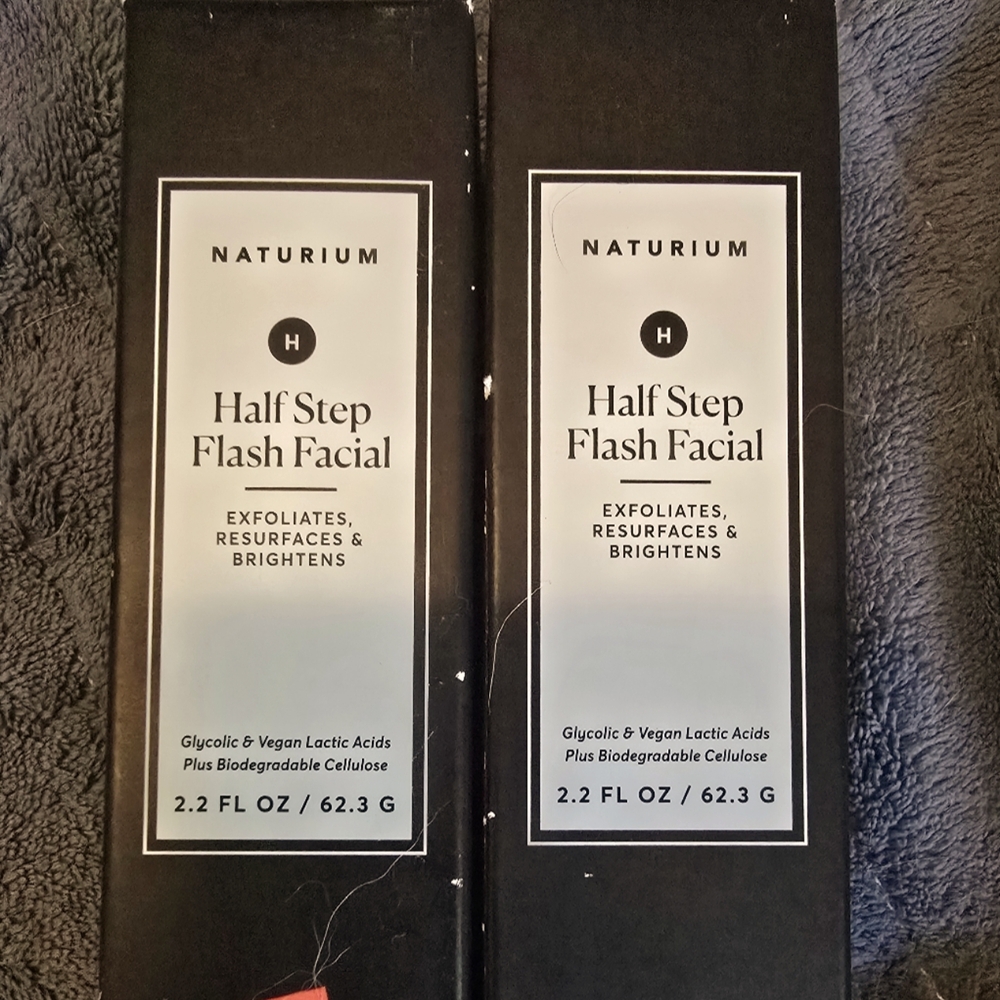 NATURIUM
H
Half Step
Flash Facial
EXFOLIATES,
RESURFACES &
BRIGHTENS
Glycolic & Vegan Lactic Acids
Plus Biodegradable Cellulose
2.2 FL OZ / 62.3 G
NATURIUM
H
Half Step
Flash Facial
EXFOLIATES,
RESURFACES &
BRIGHTENS
Glycolic & Vegan Lactic Acids
Plus Biodegradable Cellulose
2.2 FL OZ / 62.3 G